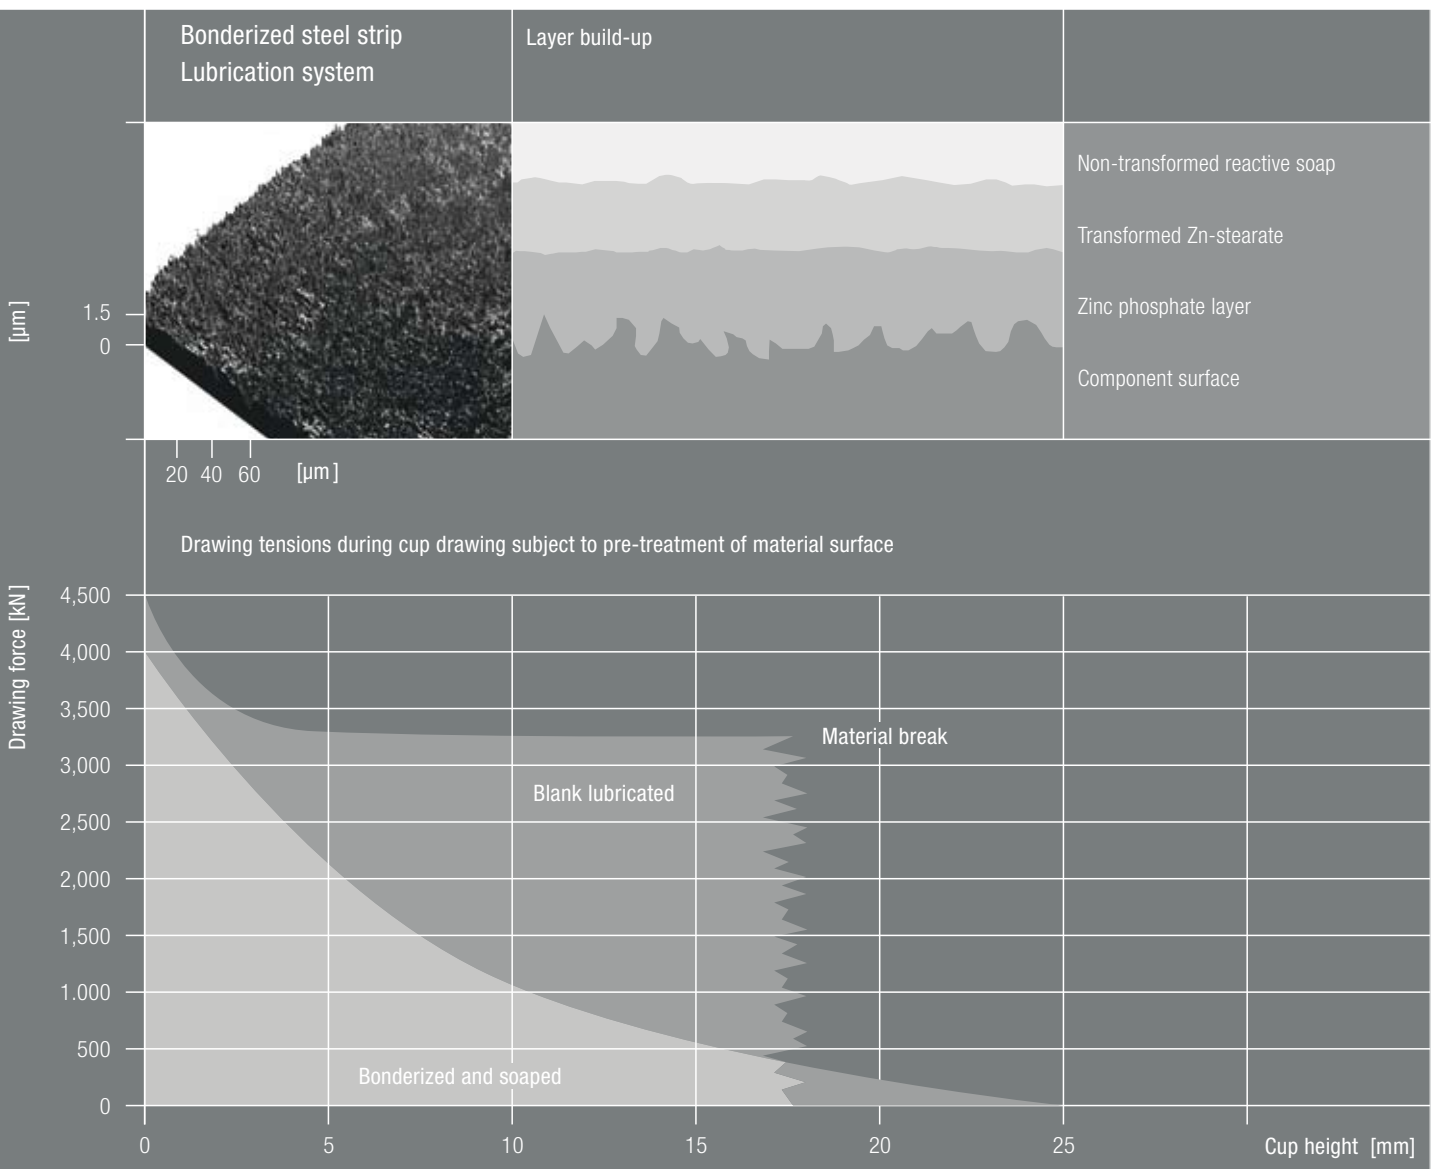 Bonderized steel strip
Lubrication system
Layer build-up
Non-transformed reactive soap
Transformed Zn-stearate
Zinc phosphate layer
Component surface
[µm]
1.5
0
20 40 60 [µm]
Drawing tensions during cup drawing subject to pre-treatment of material surface
Drawing force [kN]
4,500
4,000
3,500
3,000
2,500
2,000
1,500
1.000
500
0
Material break
Blank lubricated
Bonderized and soaped
0 5 10 15 20 25 Cup height [mm]